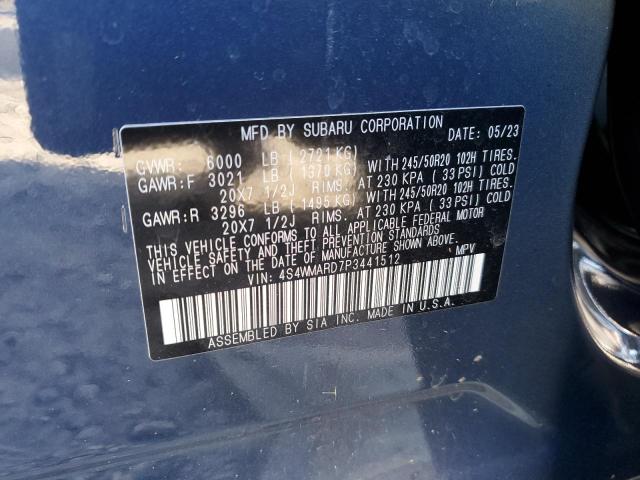 MFD BY SUBARU CORPORATION DATE: 05/23
GVWR: 6000 LB (2721 KG)
GAWR:F 3021 LB (1370 KG) WITH 245/50R20 102H TIRES,
20X7 1/2J RIMS. AT 230 KPA (33 PSI) COLD
GAWR:R 3296 LB (1495 KG) WITH 245/50R20 102H TIRES,
20X7 1/2J RIMS. AT 230 KPA (33 PSI) COLD
THIS VEHICLE CONFORMS TO ALL APPLICABLE FEDERAL MOTOR
VEHICLE SAFETY AND THEFT PREVENTION STANDARDS
IN EFFECT ON THE DATE OF MANUFACTURE SHOWN ABOVE.
VIN: 4S4WMARD7P3441512 MPV
ASSEMBLED BY SIA INC. MADE IN U.S.A.